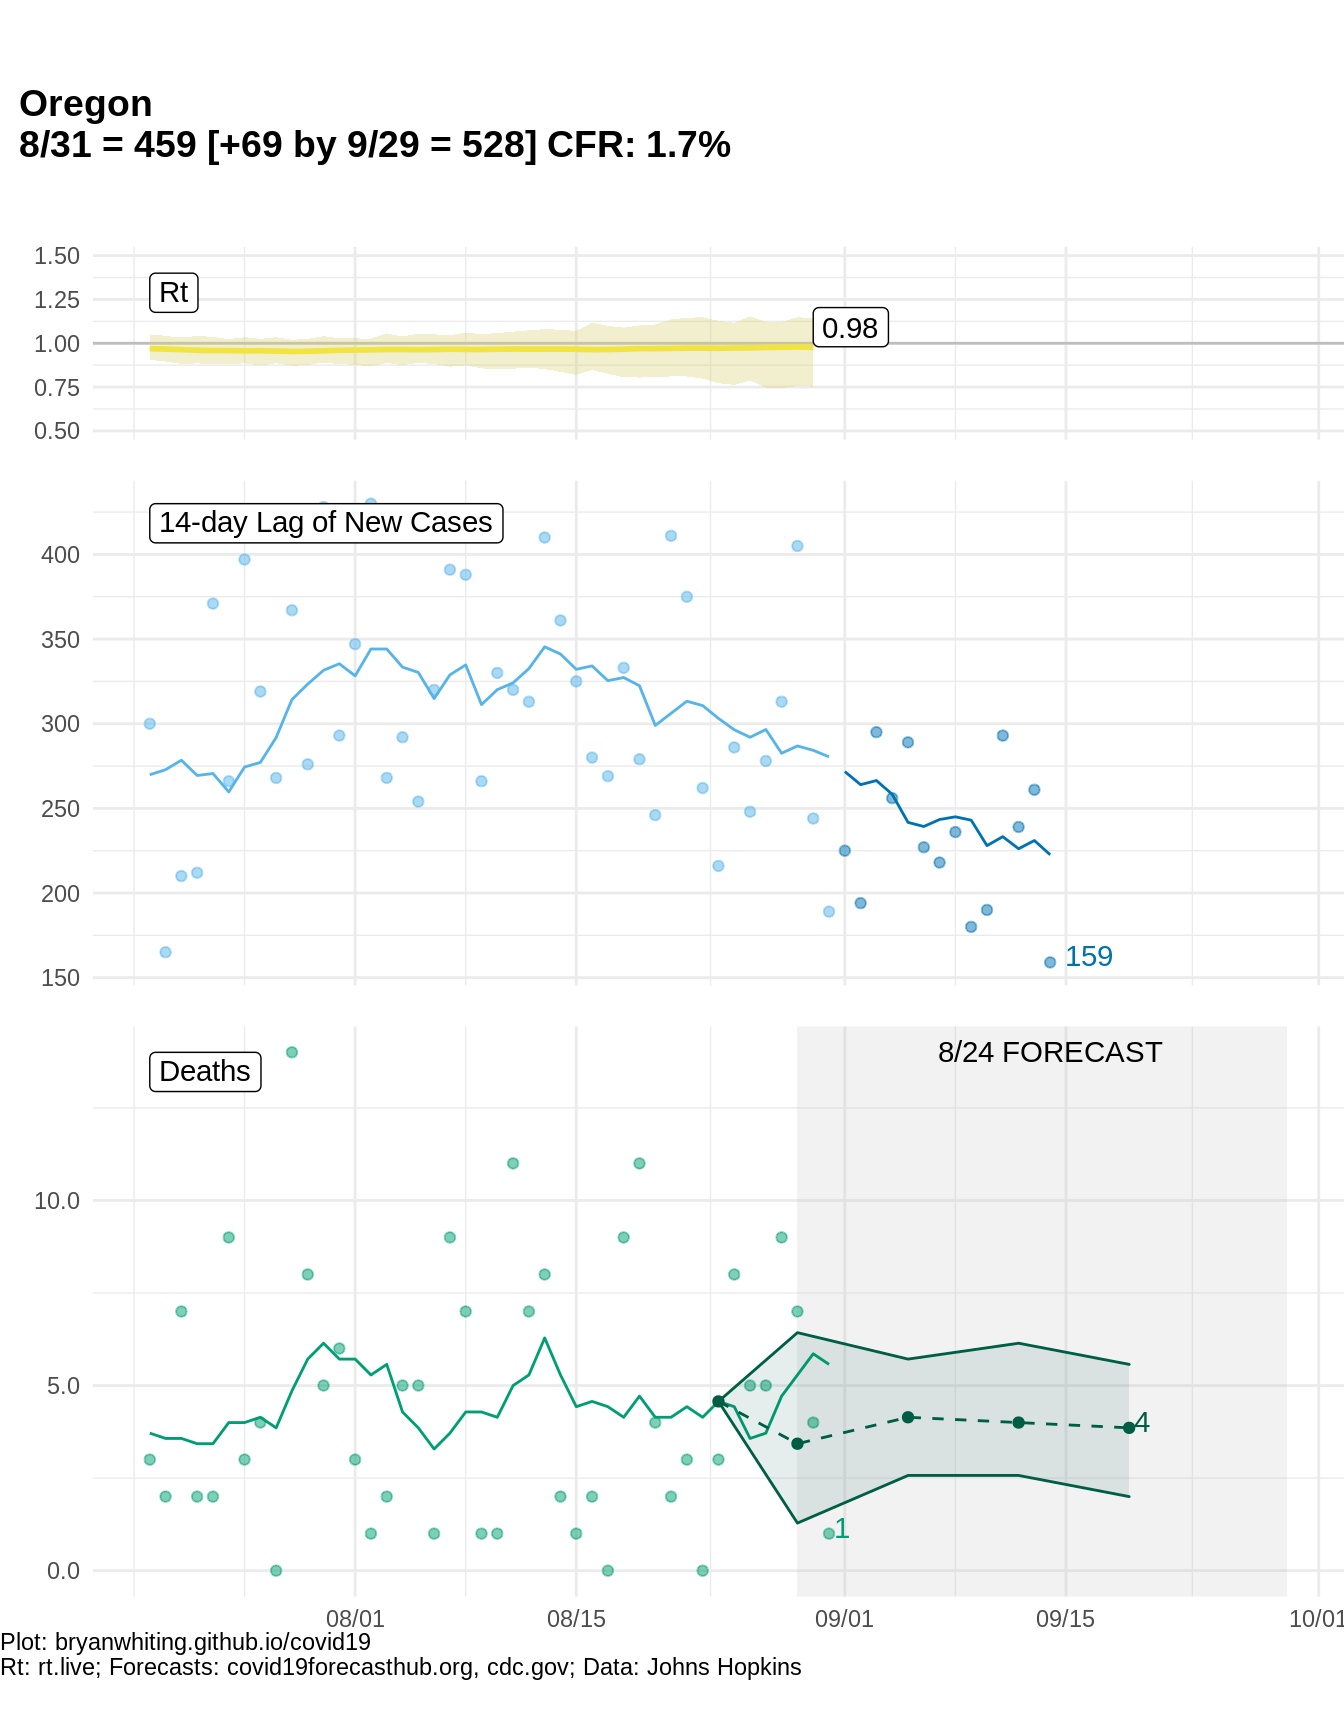 Oregon
8/31 = 459 [+69 by 9/29 = 528] CFR: 1.7%
1.50
Rt
1.25
0.98
1.00
0.75
0.50
14-day Lag of New Cases
400
350
300
250
200
159
150
8/24 FORECAST
Deaths
10.0
5.0
4
1
0.0
08/01 08/15 09/01 09/15 10/01
Plot: bryanwhiting.github.io/covid19
Rt: rt.live; Forecasts: covid19forecasthub.org, cdc.gov; Data: Johns Hopkins